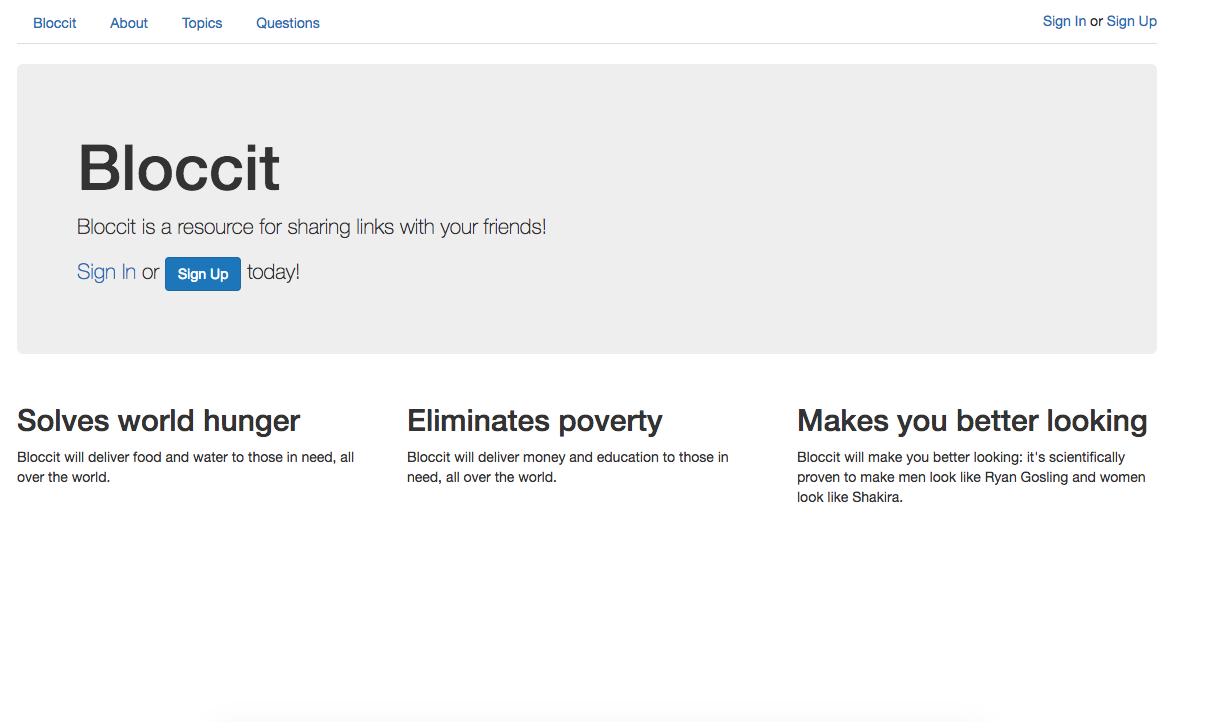 Bloccit About Topics Questions Sign In or Sign Up
Bloccit
Bloccit is a resource for sharing links with your friends!
Sign In or Sign Up today!
Solves world hunger
Bloccit will deliver food and water to those in need, all
over the world.
Eliminates poverty
Bloccit will deliver money and education to those in
need, all over the world.
Makes you better looking
Bloccit will make you better looking: it's scientifically
proven to make men look like Ryan Gosling and women
look like Shakira.